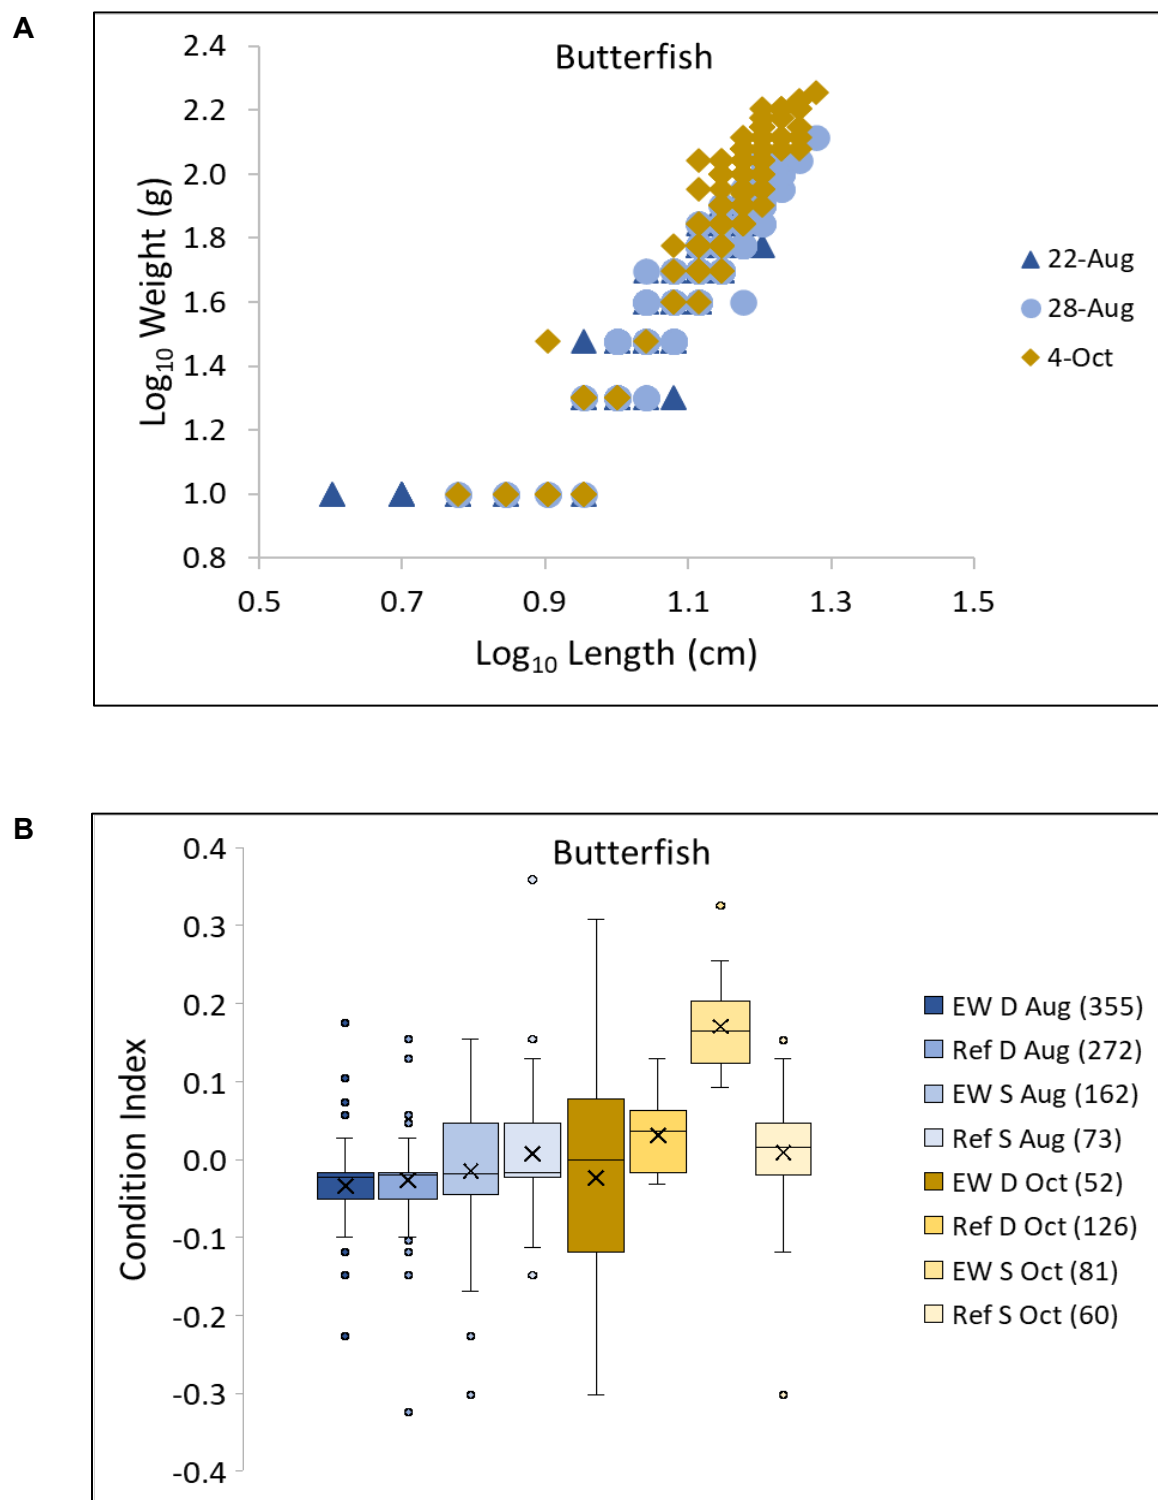 A
Butterfish
2.4
2.2
2.0
1.8
1.6
1.4
1.2
1.0
0.8
Log10 Weight (g)
0.5 0.7 0.9 1.1 1.3 1.5
Log10 Length (cm)
22-Aug
28-Aug
4-Oct
B
Butterfish
0.4
0.3
0.2
0.1
0.0
-0.1
-0.2
-0.3
-0.4
Condition Index
EW D Aug (355)
Ref D Aug (272)
EW S Aug (162)
Ref S Aug (73)
EW D Oct (52)
Ref D Oct (126)
EW S Oct (81)
Ref S Oct (60)